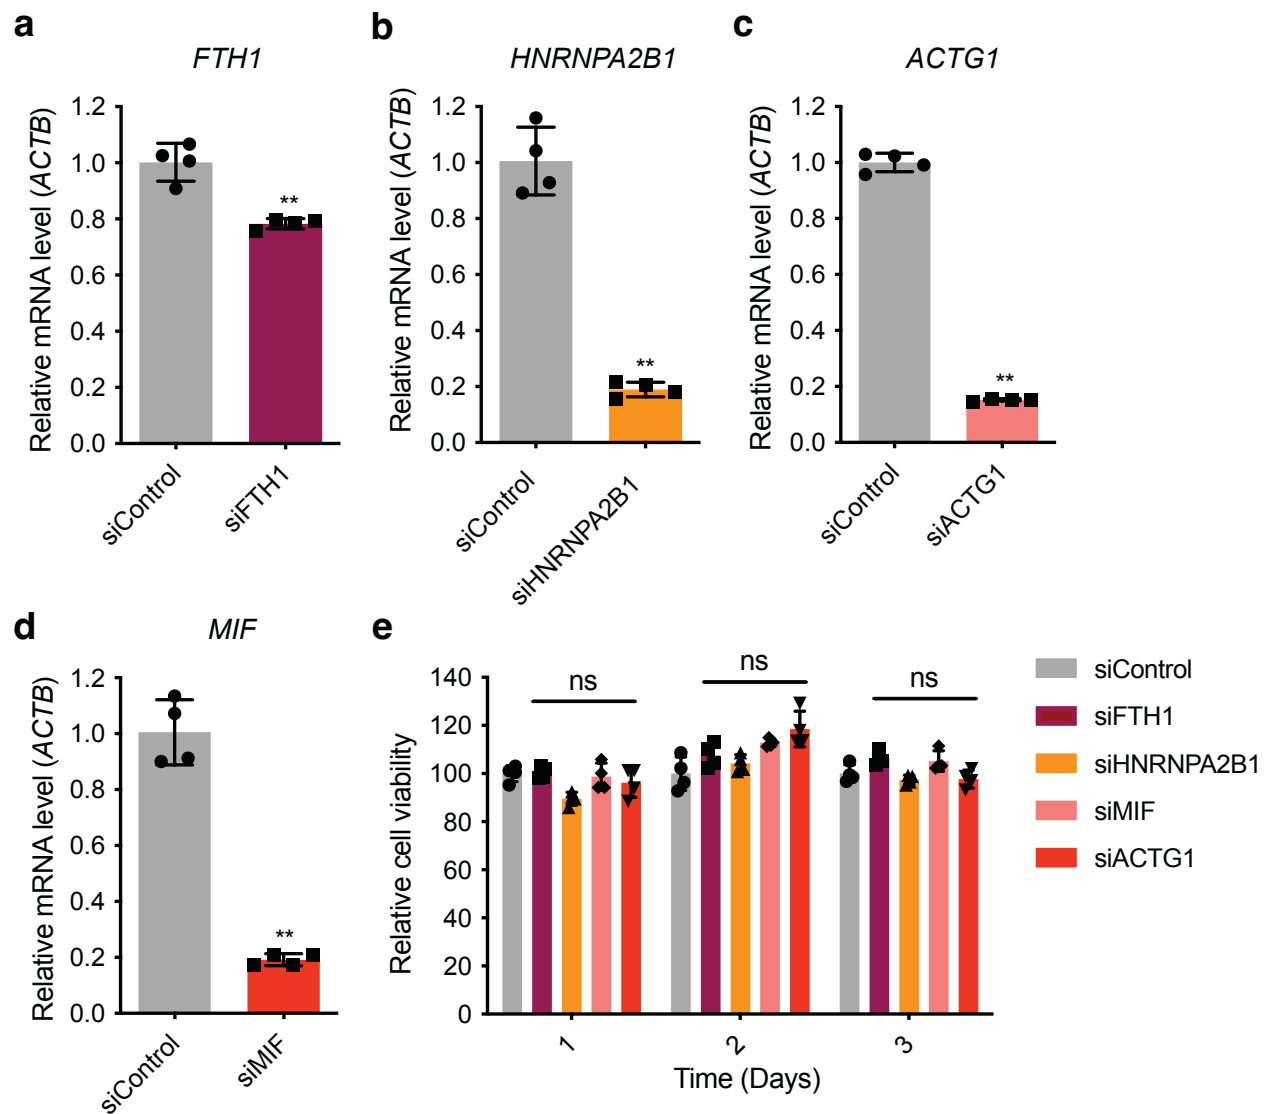 a
FTH1
Relative mRNA level (ACTB)
1.2
1.0
0.8
0.6
0.4
0.2
0.0
**
siControl
siFTH1
b
HNRNPA2B1
Relative mRNA level (ACTB)
1.2
1.0
0.8
0.6
0.4
0.2
0.0
**
siControl
siHNRNPA2B1
c
ACTG1
Relative mRNA level (ACTB)
1.2
1.0
0.8
0.6
0.4
0.2
0.0
**
siControl
siACTG1
d
MIF
Relative mRNA level (ACTB)
1.2
1.0
0.8
0.6
0.4
0.2
0.0
**
siControl
siMIF
e
Relative cell viability
140
120
100
80
60
40
20
0
ns
ns
ns
1
2
3
Time (Days)
siControl
siFTH1
siHNRNPA2B1
siMIF
siACTG1